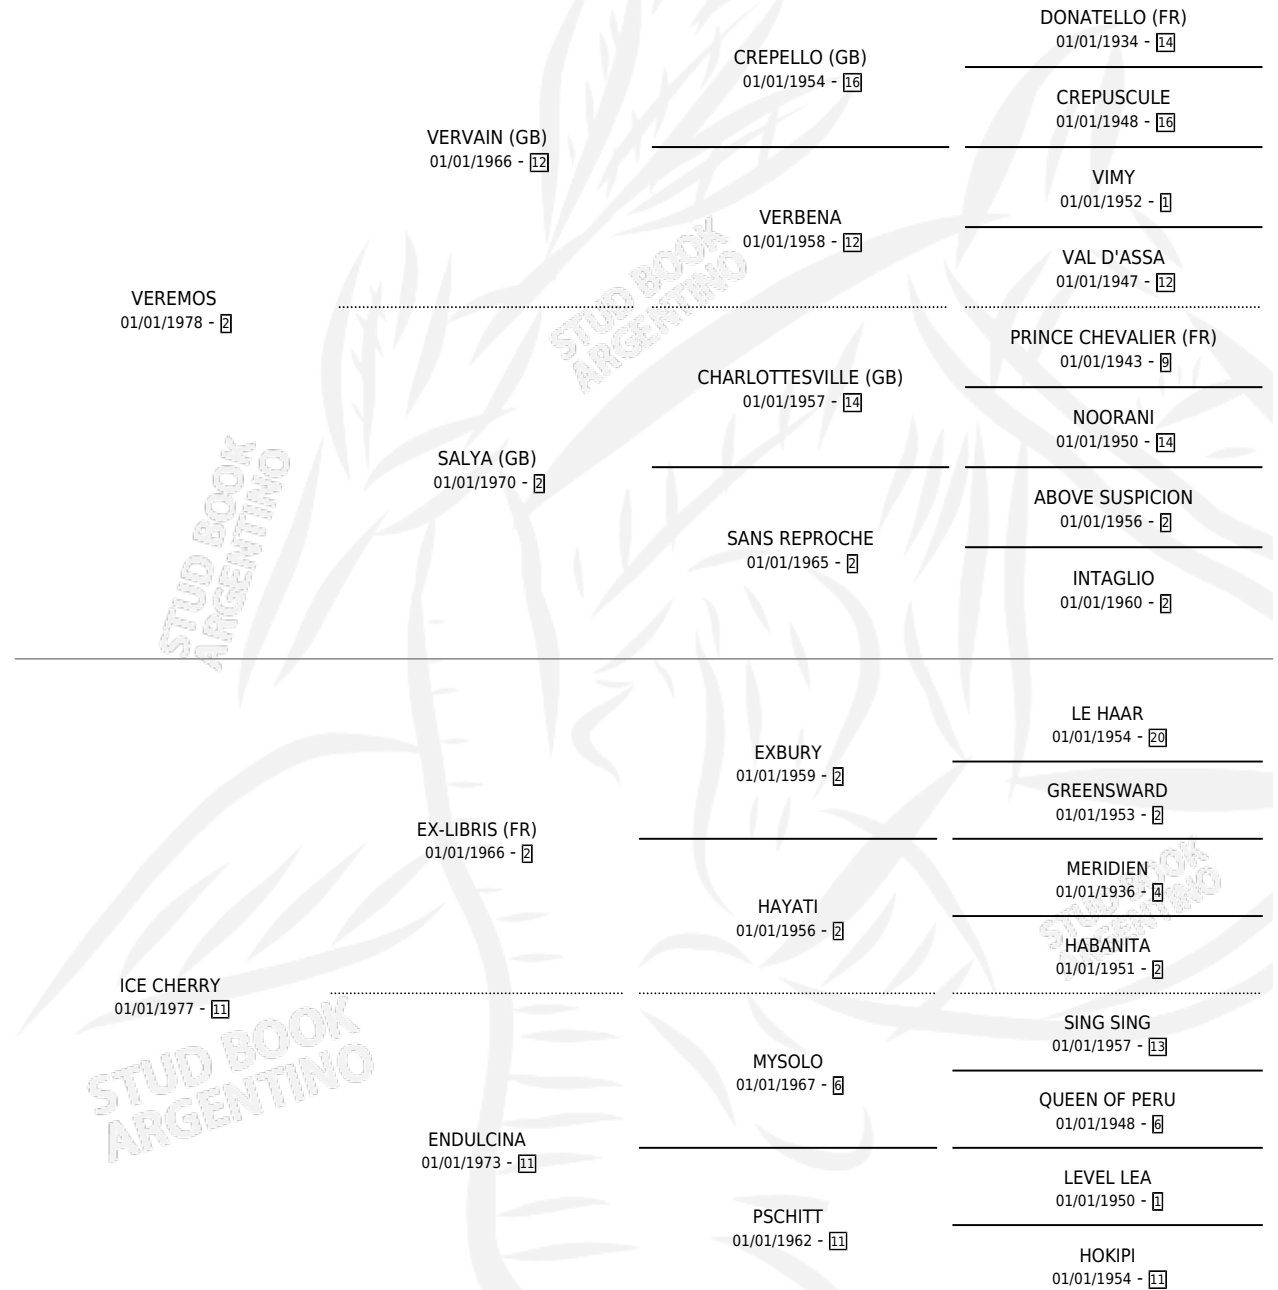 DONATELLO (FR)
01/01/1934 - 14
CREPELLO (GB)
01/01/1954 - 16
CREPUSCULE
01/01/1948 - 16
VERVAIN (GB)
01/01/1966 - 12
VIMY
01/01/1952 - 1
VERBENA
01/01/1958 - 12
VAL D'ASSA
01/01/1947 - 12
VEREMOS
01/01/1978 - 2
PRINCE CHEVALIER (FR)
01/01/1943 - 9
CHARLOTTESVILLE (GB)
01/01/1957 - 14
NOORANI
01/01/1950 - 14
SALYA (GB)
01/01/1970 - 2
ABOVE SUSPICION
01/01/1956 - 2
SANS REPROCHE
01/01/1965 - 2
INTAGLIO
01/01/1960 - 2
STUD BOOK
ARGENTINO
STUD BOOK
ARGENTINO
LE HAAR
01/01/1954 - 20
EXBURY
01/01/1959 - 2
GREENSWARD
01/01/1953 - 2
EX-LIBRIS (FR)
01/01/1966 - 2
MERIDIEN
01/01/1936 - 4
HAYATI
01/01/1956 - 2
HABANITA
01/01/1951 - 2
ICE CHERRY
01/01/1977 - 11
SING SING
01/01/1957 - 13
MYSOLO
01/01/1967 - 6
QUEEN OF PERU
01/01/1948 - 6
ENDULCINA
01/01/1973 - 11
LEVEL LEA
01/01/1950 - 1
PSCHITT
01/01/1962 - 11
HOKIPI
01/01/1954 - 11
STUD BOOK
ARGENTINO
STUD BOOK
ARGENTINO